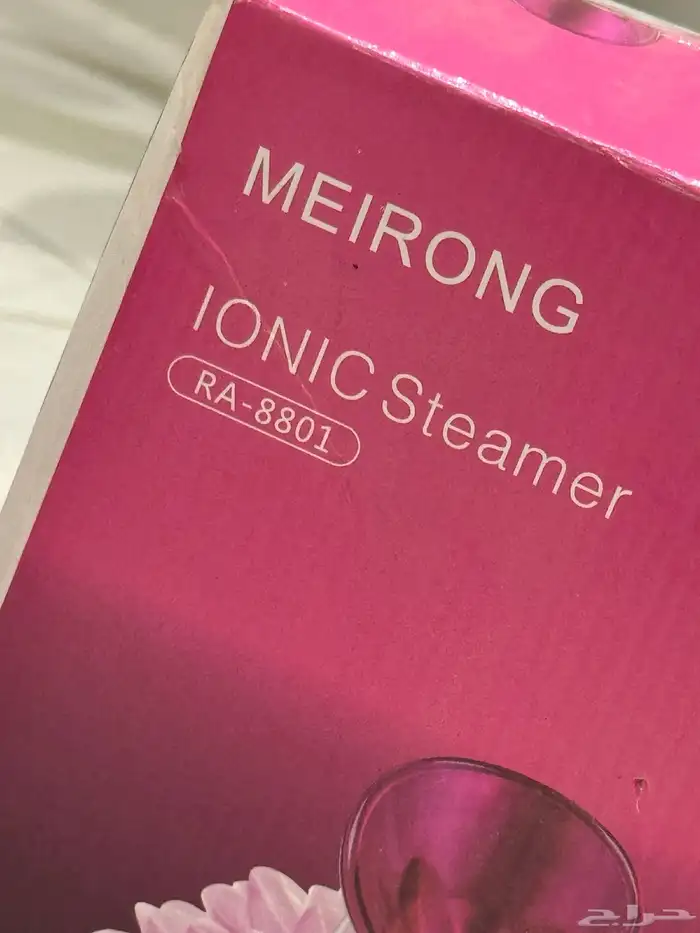 MEIRONG
IONIC Steamer
RA-8801
حراج